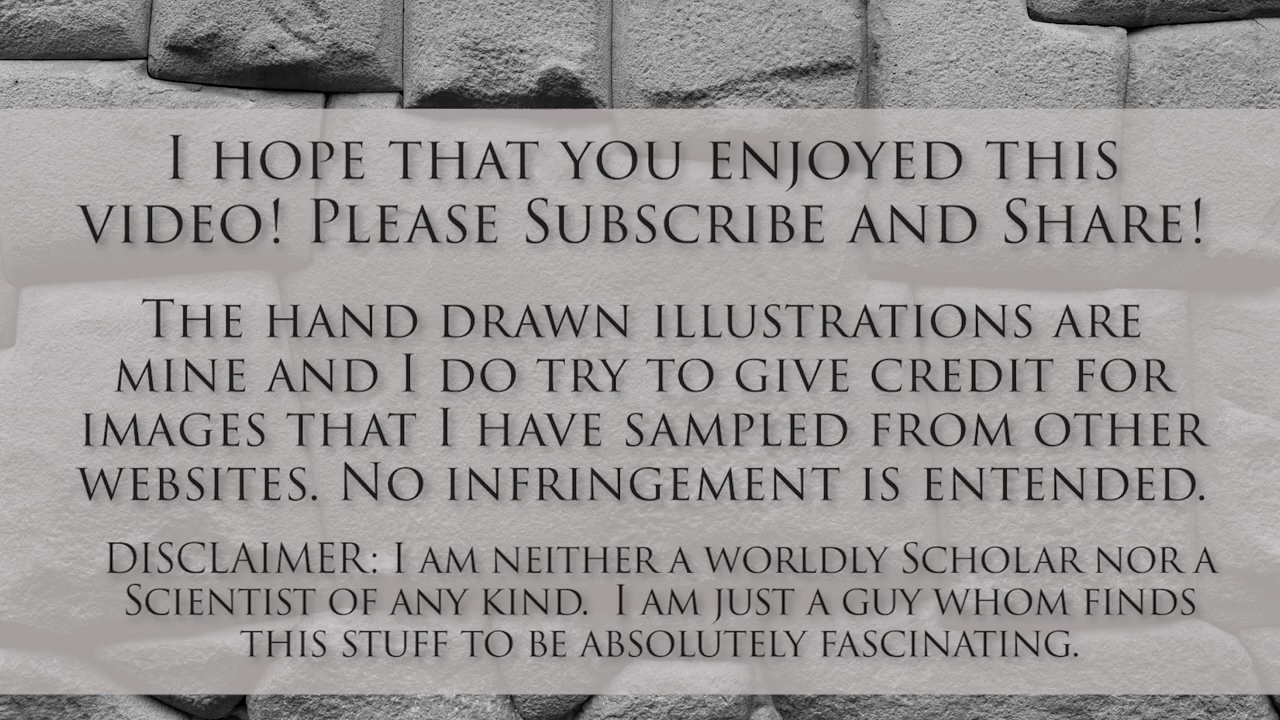 I HOPE THAT YOU ENJOYED THIS
VIDEO! PLEASE SUBSCRIBE AND SHARE!
THE HAND DRAWN ILLUSTRATIONS ARE
MINE AND I DO TRY TO GIVE CREDIT FOR
IMAGES THAT I HAVE SAMPLED FROM OTHER
WEBSITES. NO INFRINGEMENT IS ENTENDED.
DISCLAIMER: I AM NEITHER A WORLDLY SCHOLAR NOR A
SCIENTIST OF ANY KIND. I AM JUST A GUY WHOM FINDS
THIS STUFF TO BE ABSOLUTELY FASCINATING.